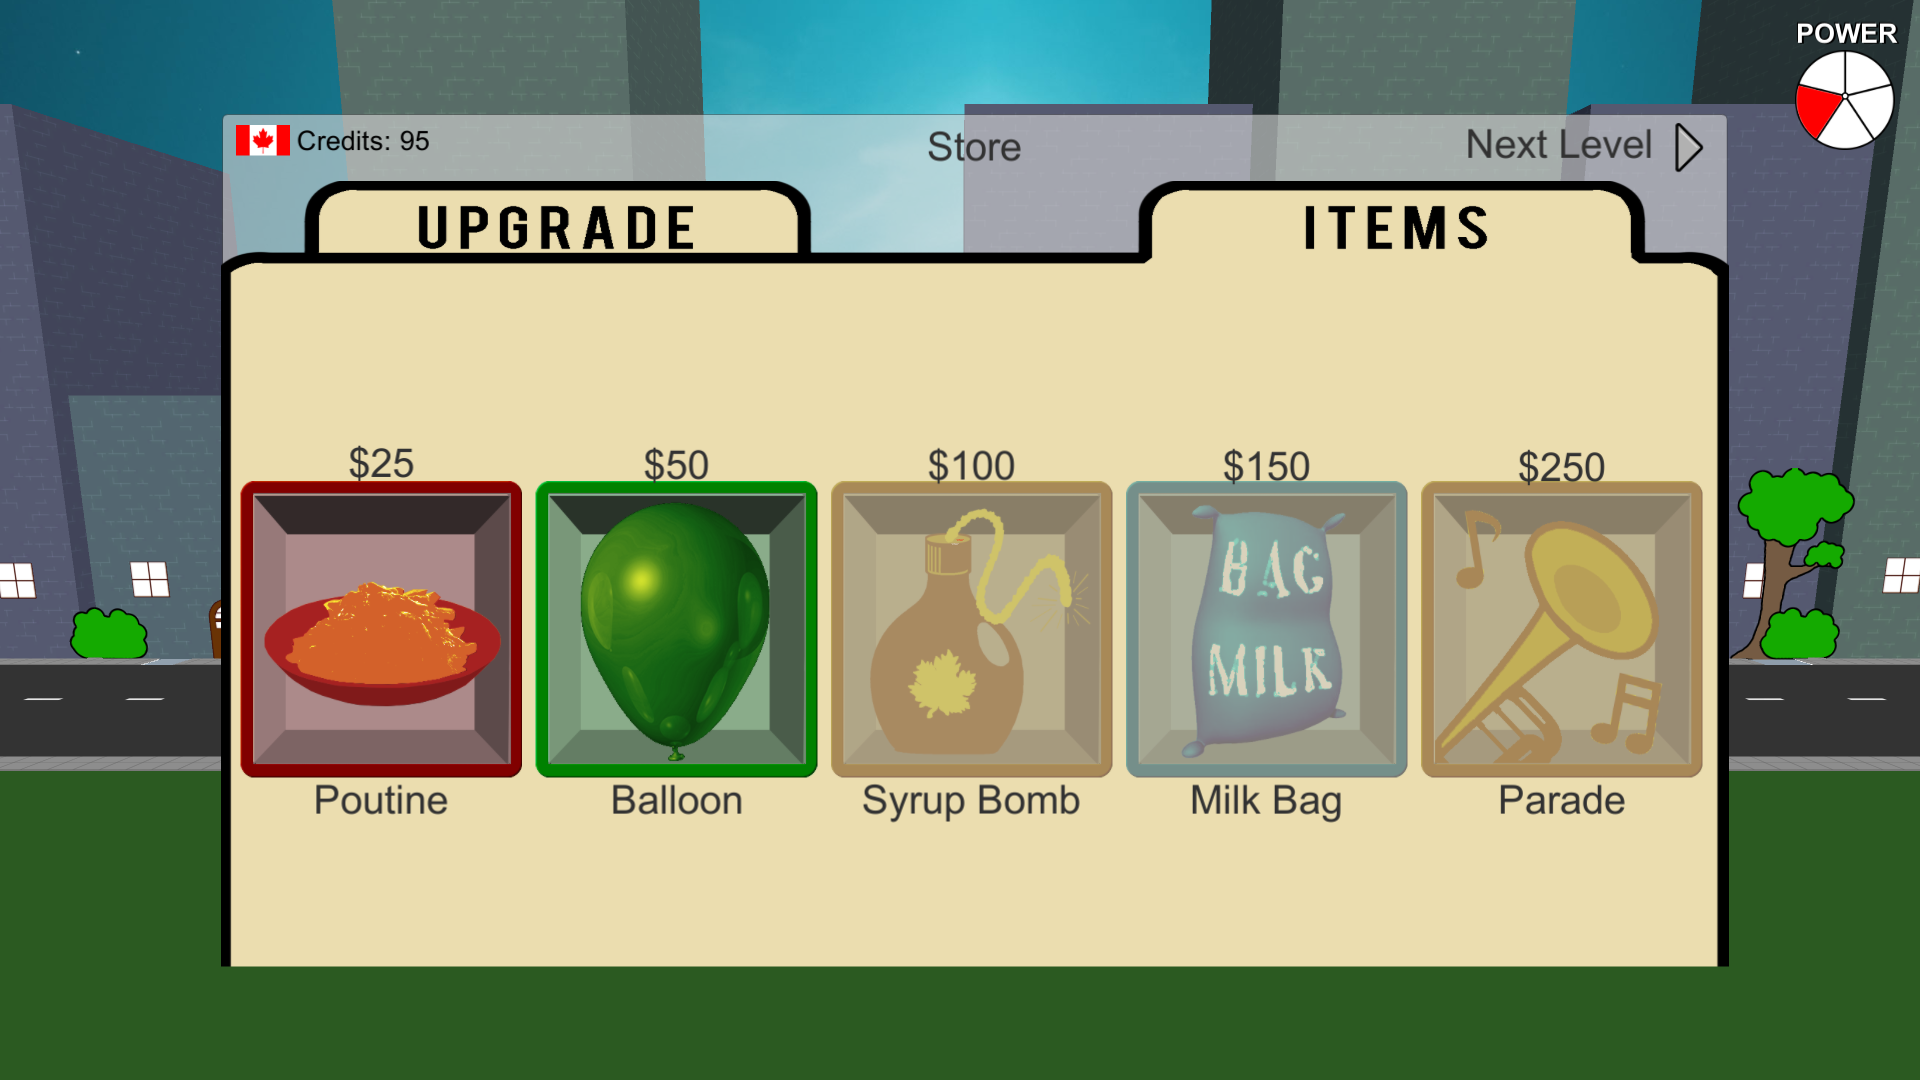 POWER
Credits: 95
Store
Next Level
UPGRADE
ITEMS
$25
$50
$100
$150
$250
BAG
MILK
Poutine
Balloon
Syrup Bomb
Milk Bag
Parade